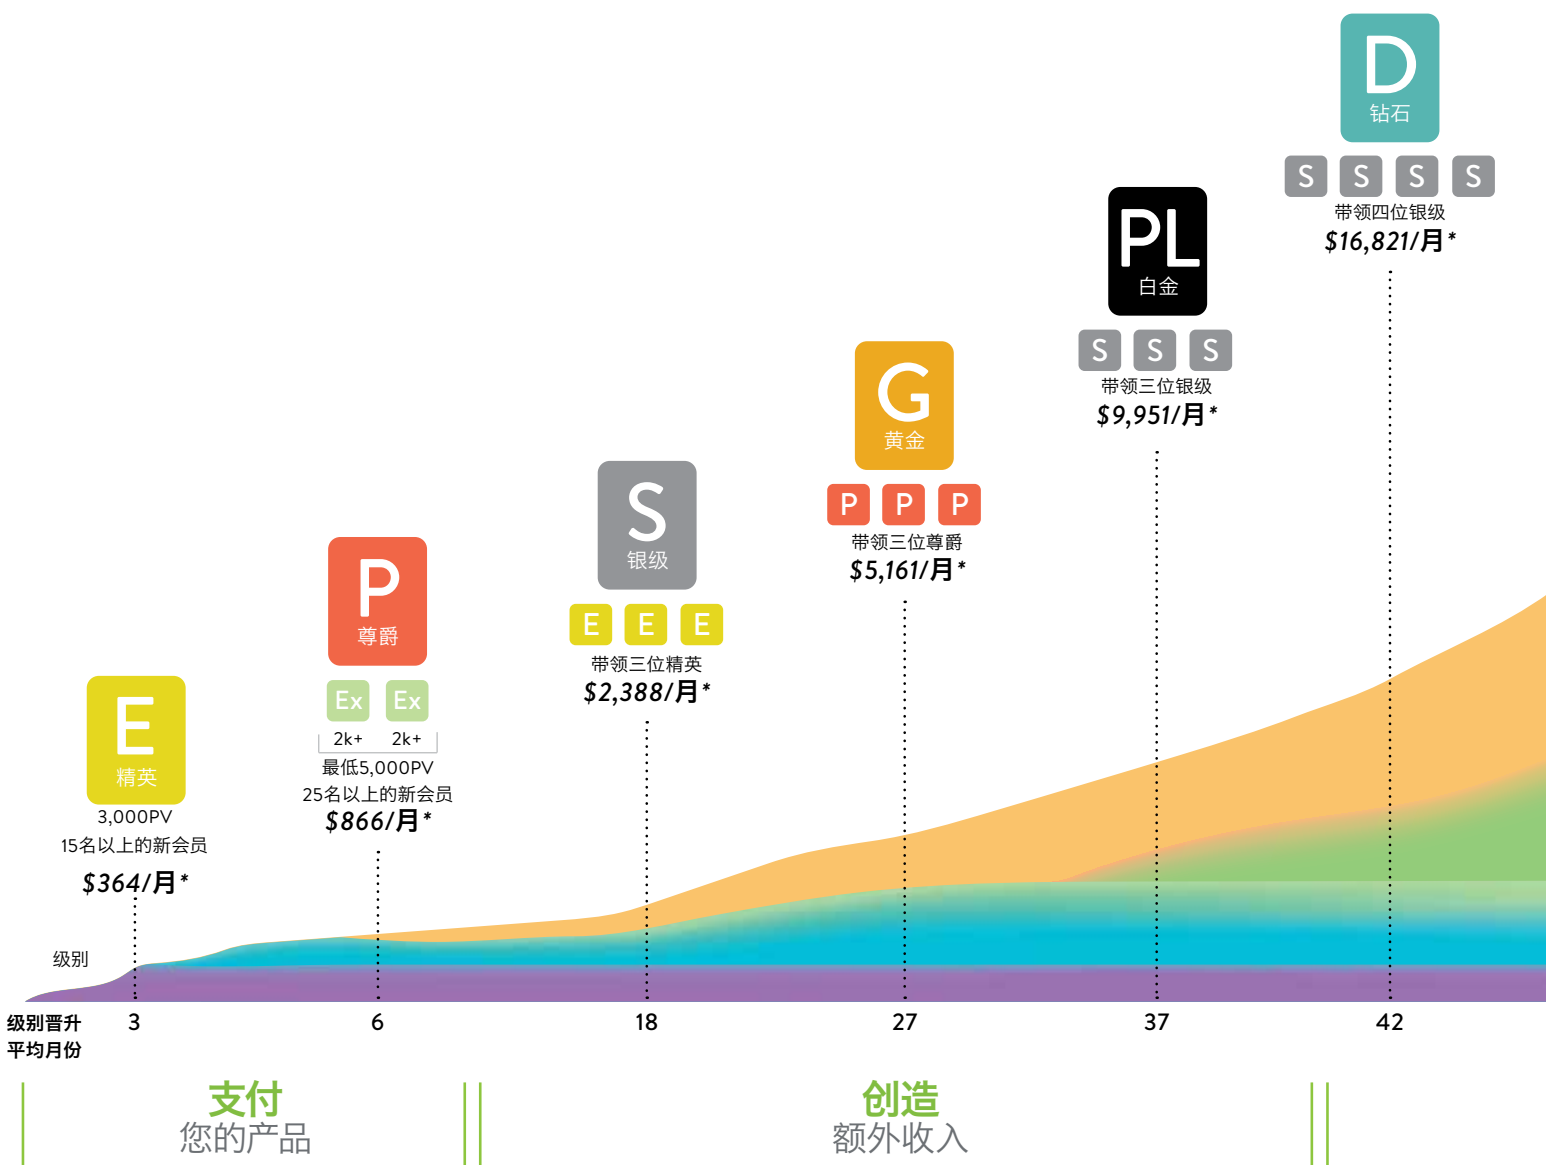 D
钻石
S S S S
带领四位银级
$16,821/月*
PL
白金
S S S
带领三位银级
$9,951/月*
G
黄金
P P P
带领三位尊爵
$5,161/月*
S
银级
E E E
带领三位精英
$2,388/月*
P
尊爵
Ex Ex
2k+ 2k+
最低5,000PV
25名以上的新会员
$866/月*
E
精英
3,000PV
15名以上的新会员
$364/月*
级别
级别晋升
平均月份
3 6 18 27 37 42
支付
您的产品
创造
额外收入